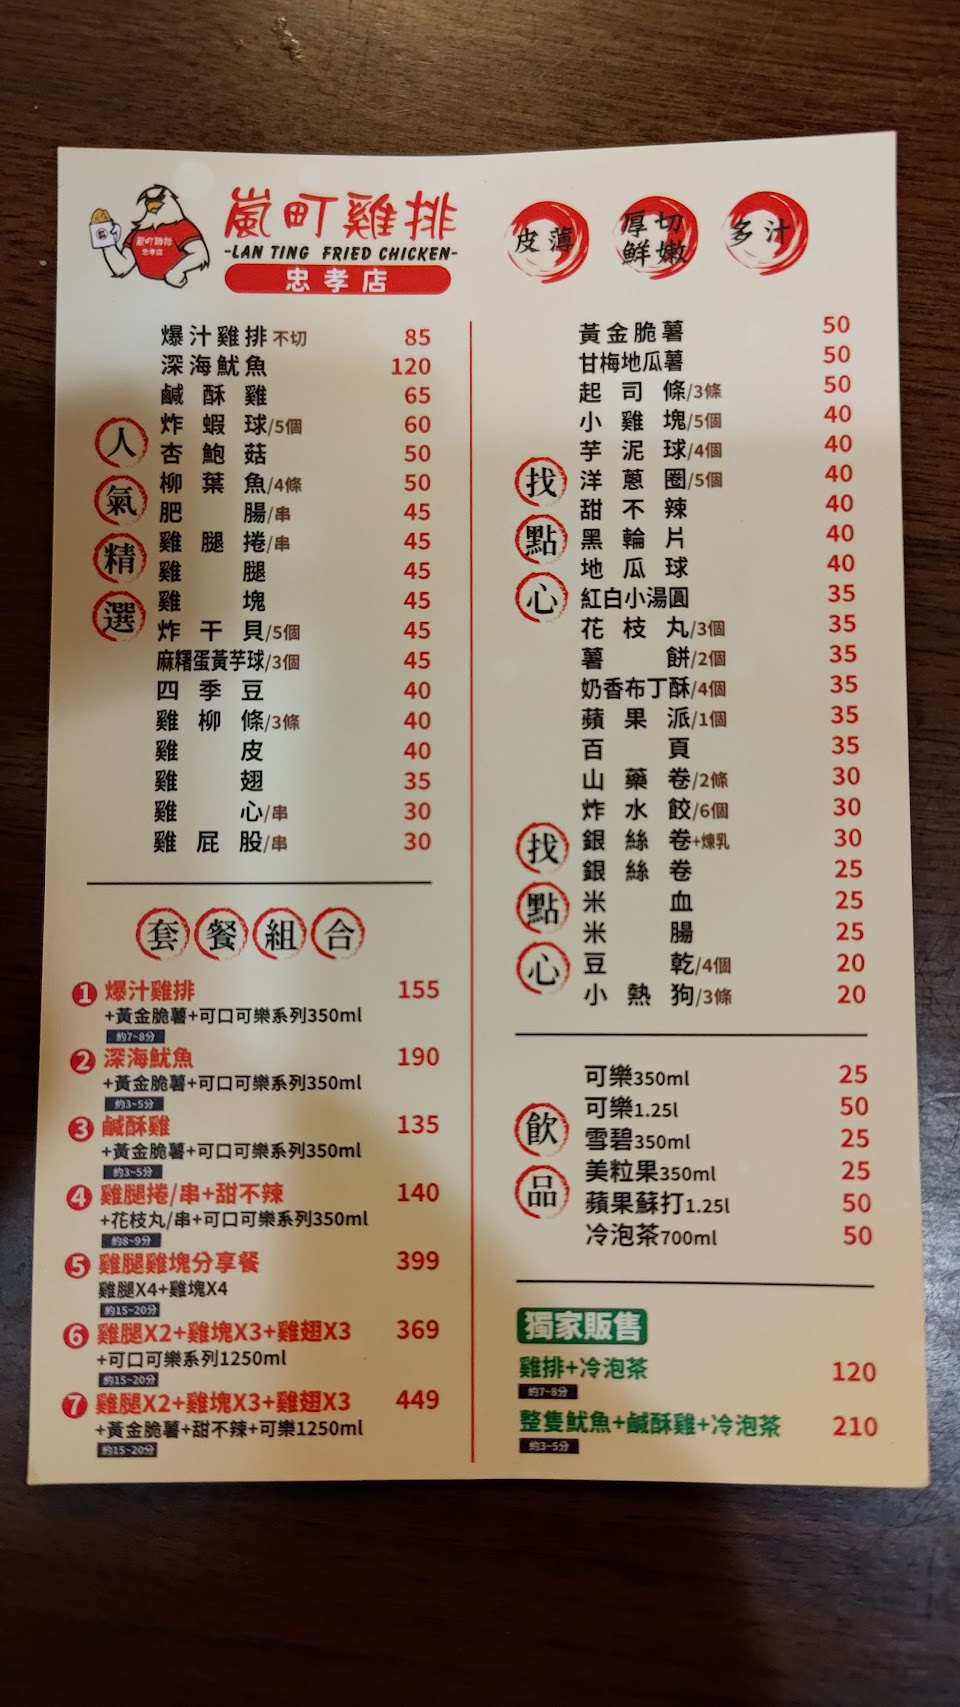 嵐町雞排
-LAN TING FRIED CHICKEN-
忠孝店
嵐町雞排
忠孝店
皮薄
厚切
鮮嫩
多汁
人氣精選
爆汁雞排不切 85
深海魷魚 120
鹹酥雞 65
炸蝦球/5個 60
杏鮑菇 50
柳葉魚/4條 50
肥腸/串 45
雞腿捲/串 45
雞腿 45
雞塊 45
炸干貝/5個 45
麻糬蛋黃芋球/3個 45
四季豆 40
雞柳條/3條 40
雞皮 40
雞翅 35
雞心/串 30
雞屁股/串 30
套餐組合
1 爆汁雞排 155
+黃金脆薯+可口可樂系列350ml
約7~8分
2 深海魷魚 190
+黃金脆薯+可口可樂系列350ml
約3~5分
3 鹹酥雞 135
+黃金脆薯+可口可樂系列350ml
約3~5分
4 雞腿捲/串+甜不辣 140
+花枝丸/串+可口可樂系列350ml
約8~9分
5 雞腿雞塊分享餐 399
雞腿X4+雞塊X4
約15~20分
6 雞腿X2+雞塊X3+雞翅X3 369
+可口可樂系列1250ml
約15~20分
7 雞腿X2+雞塊X3+雞翅X3 449
+黃金脆薯+甜不辣+可樂1250ml
約15~20分
找點心
黃金脆薯 50
甘梅地瓜薯 50
起司條/3條 50
小雞塊/5個 40
芋泥球/4個 40
洋蔥圈/5個 40
甜不辣 40
黑輪片 40
地瓜球 40
紅白小湯圓 35
花枝丸/3個 35
薯餅/2個 35
奶香布丁酥/4個 35
蘋果派/1個 35
百頁 35
找點心
山藥卷/2條 30
炸水餃/6個 30
銀絲卷+煉乳 30
銀絲卷 25
米血 25
米腸 25
豆乾/4個 20
小熱狗/3條 20
飲品
可樂350ml 25
可樂1.25l 50
雪碧350ml 25
美粒果350ml 25
蘋果蘇打1.25l 50
冷泡茶700ml 50
獨家販售
雞排+冷泡茶 120
約7~8分
整隻魷魚+鹹酥雞+冷泡茶 210
約3~5分